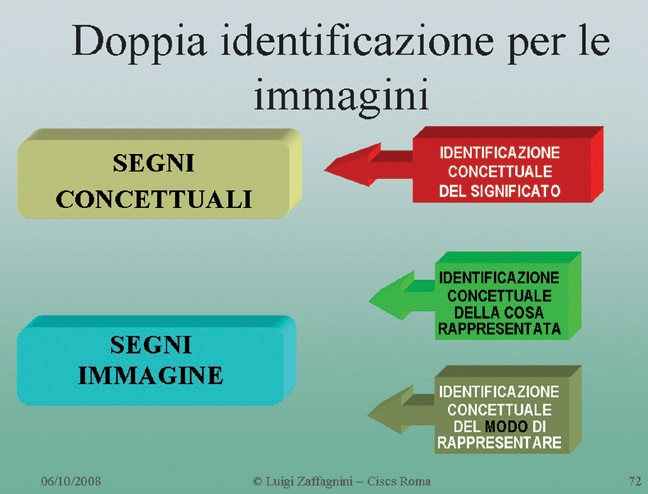 Doppia identificazione per le
immagini
SEGNI
CONCETTUALI
IDENTIFICAZIONE
CONCETTUALE
DEL SIGNIFICATO
IDENTIFICAZIONE
CONCETTUALE
DELLA COSA
RAPPRESENTATA
SEGNI
IMMAGINE
IDENTIFICAZIONE
CONCETTUALE
DEL MODO DI
RAPPRESENTARE
06/10/2008
© Luigi Zaffagnini – Ciscs Roma
72